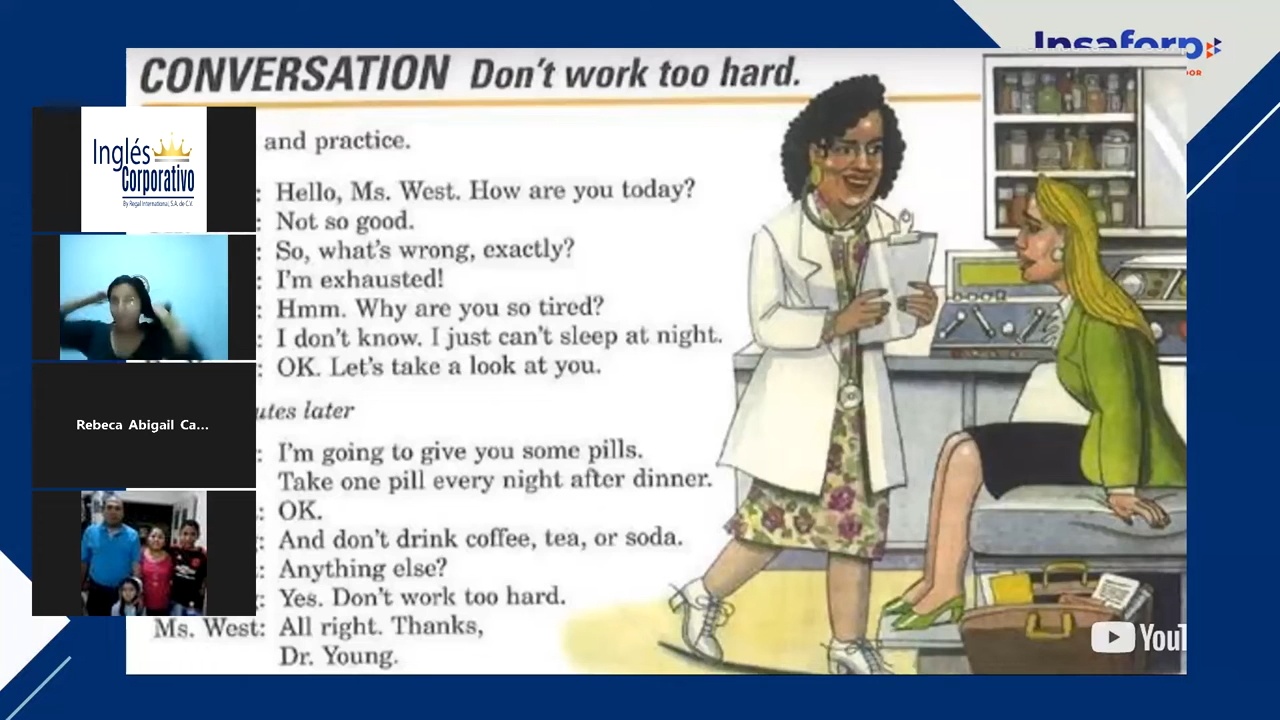 CONVERSATION Don't work too hard.
Insaforp
and practice.
Inglés
Corporativo
By Regal International, S.A. de C.V.
: Hello, Ms. West. How are you today?
: Not so good.
: So, what's wrong, exactly?
: I'm exhausted!
: Hmm. Why are you so tired?
: I don't know. I just can't sleep at night.
: OK. Let's take a look at you.
Rebeca Abigail Ca...
later
: I'm going to give you some pills.
Take one pill every night after dinner.
: OK.
: And don't drink coffee, tea, or soda.
: Anything else?
: Yes. Don't work too hard.
Ms. West: All right. Thanks,
Dr. Young.